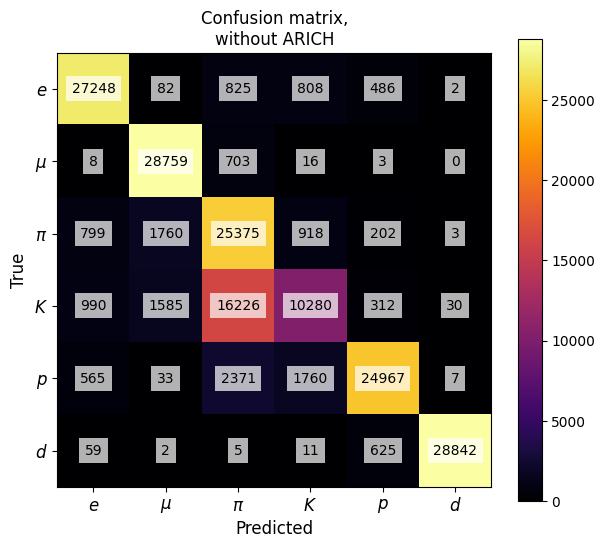 Confusion matrix,
without ARICH
e 27248 82 825 808 486 2
μ 8 28759 703 16 3 0
π 799 1760 25375 918 202 3
K 990 1585 16226 10280 312 30
p 565 33 2371 1760 24967 7
d 59 2 5 11 625 28842
e μ π K p d
True
Predicted
25000
20000
15000
10000
5000
0